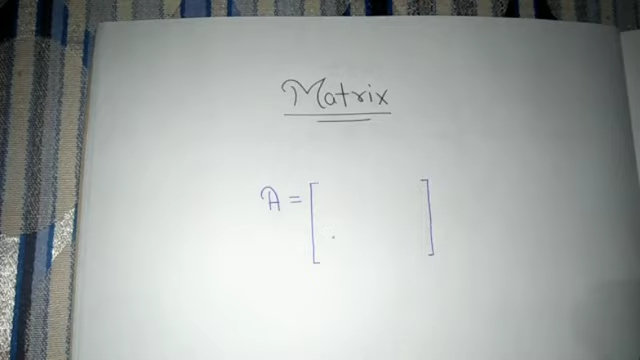 Matrix
A = [ ]